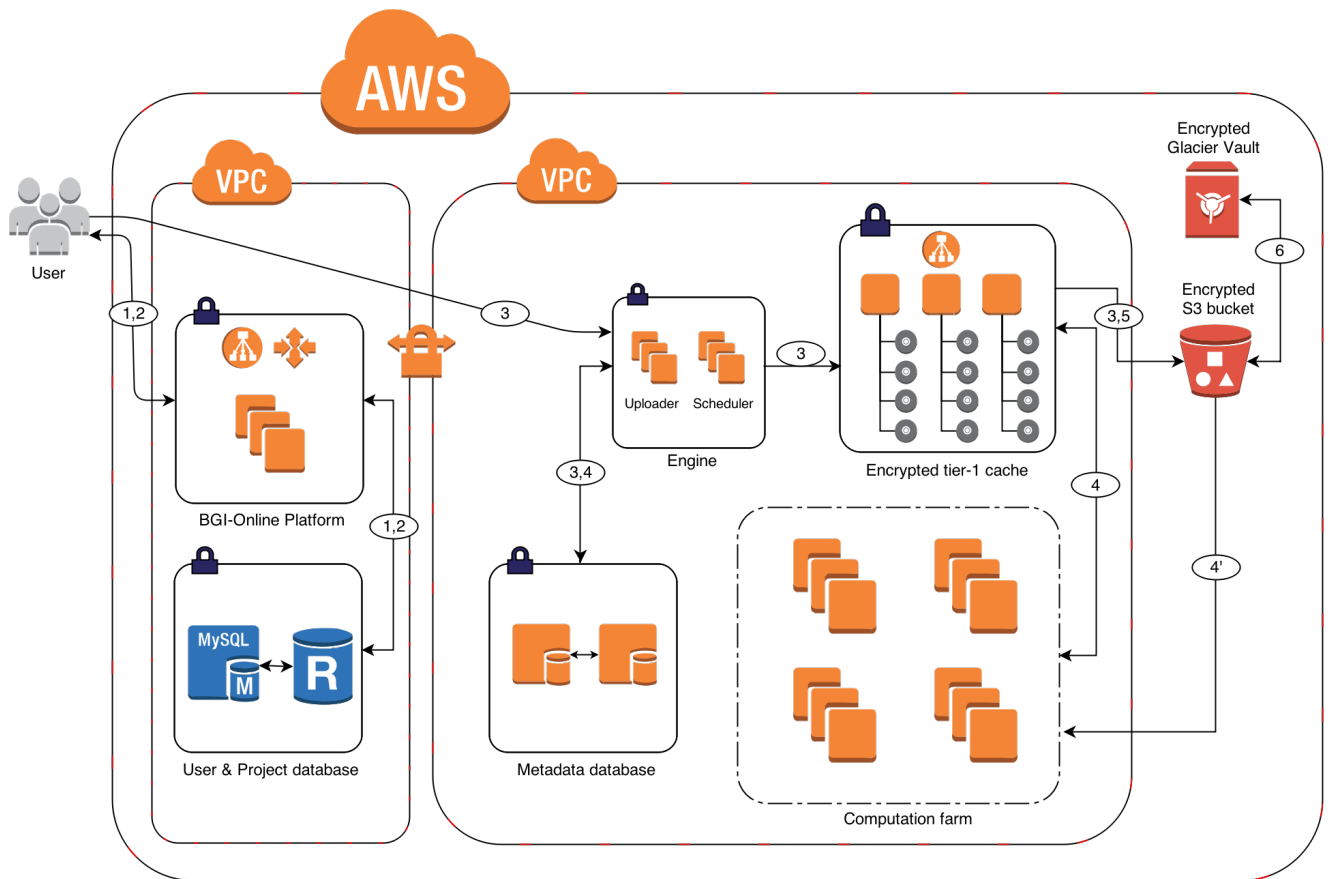 AWS
Encrypted
Glacier Vault
VPC
VPC
User
6
1,2
3
Encrypted
S3 bucket
3,5
3
Uploader
Scheduler
Engine
Encrypted tier-1 cache
3,4
4
BGI-Online Platform
1,2
4'
MySQL
M
R
User & Project database
Metadata database
Computation farm